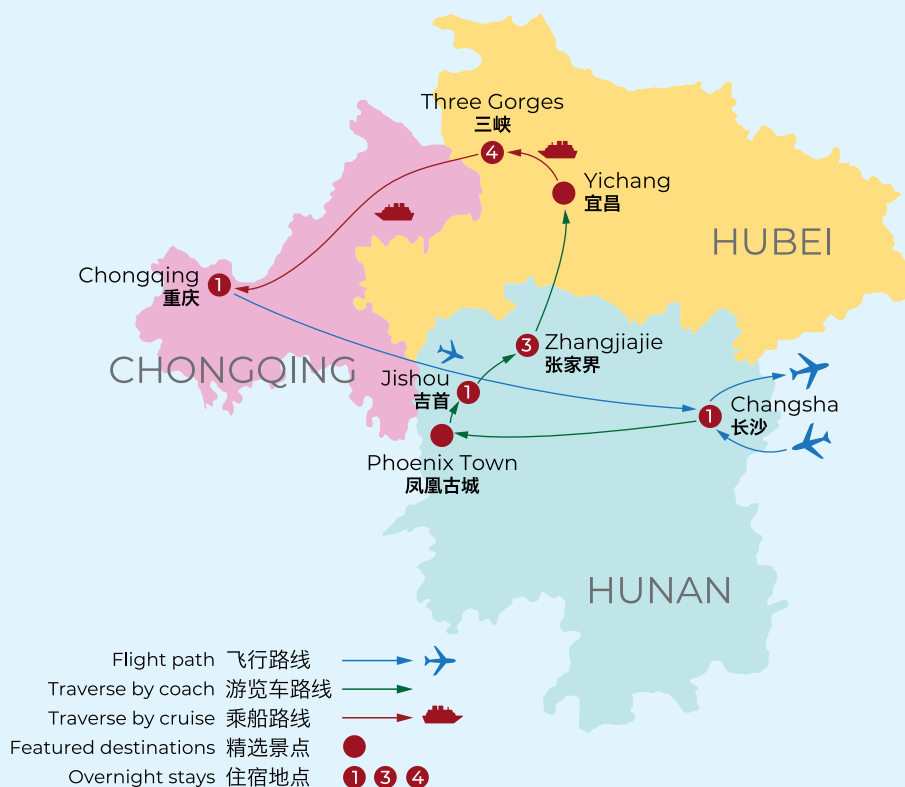 Three Gorges
三峡
4
Yichang
宜昌
HUBEI
Chongqing
重庆
1
CHONGQING
Zhangjiajie
张家界
3
Jishou
吉首
1
Changsha
长沙
1
Phoenix Town
凤凰古城
HUNAN
Flight path 飞行路线
Traverse by coach 游览车路线
Traverse by cruise 乘船路线
Featured destinations 精选景点
Overnight stays 住宿地点 1 3 4